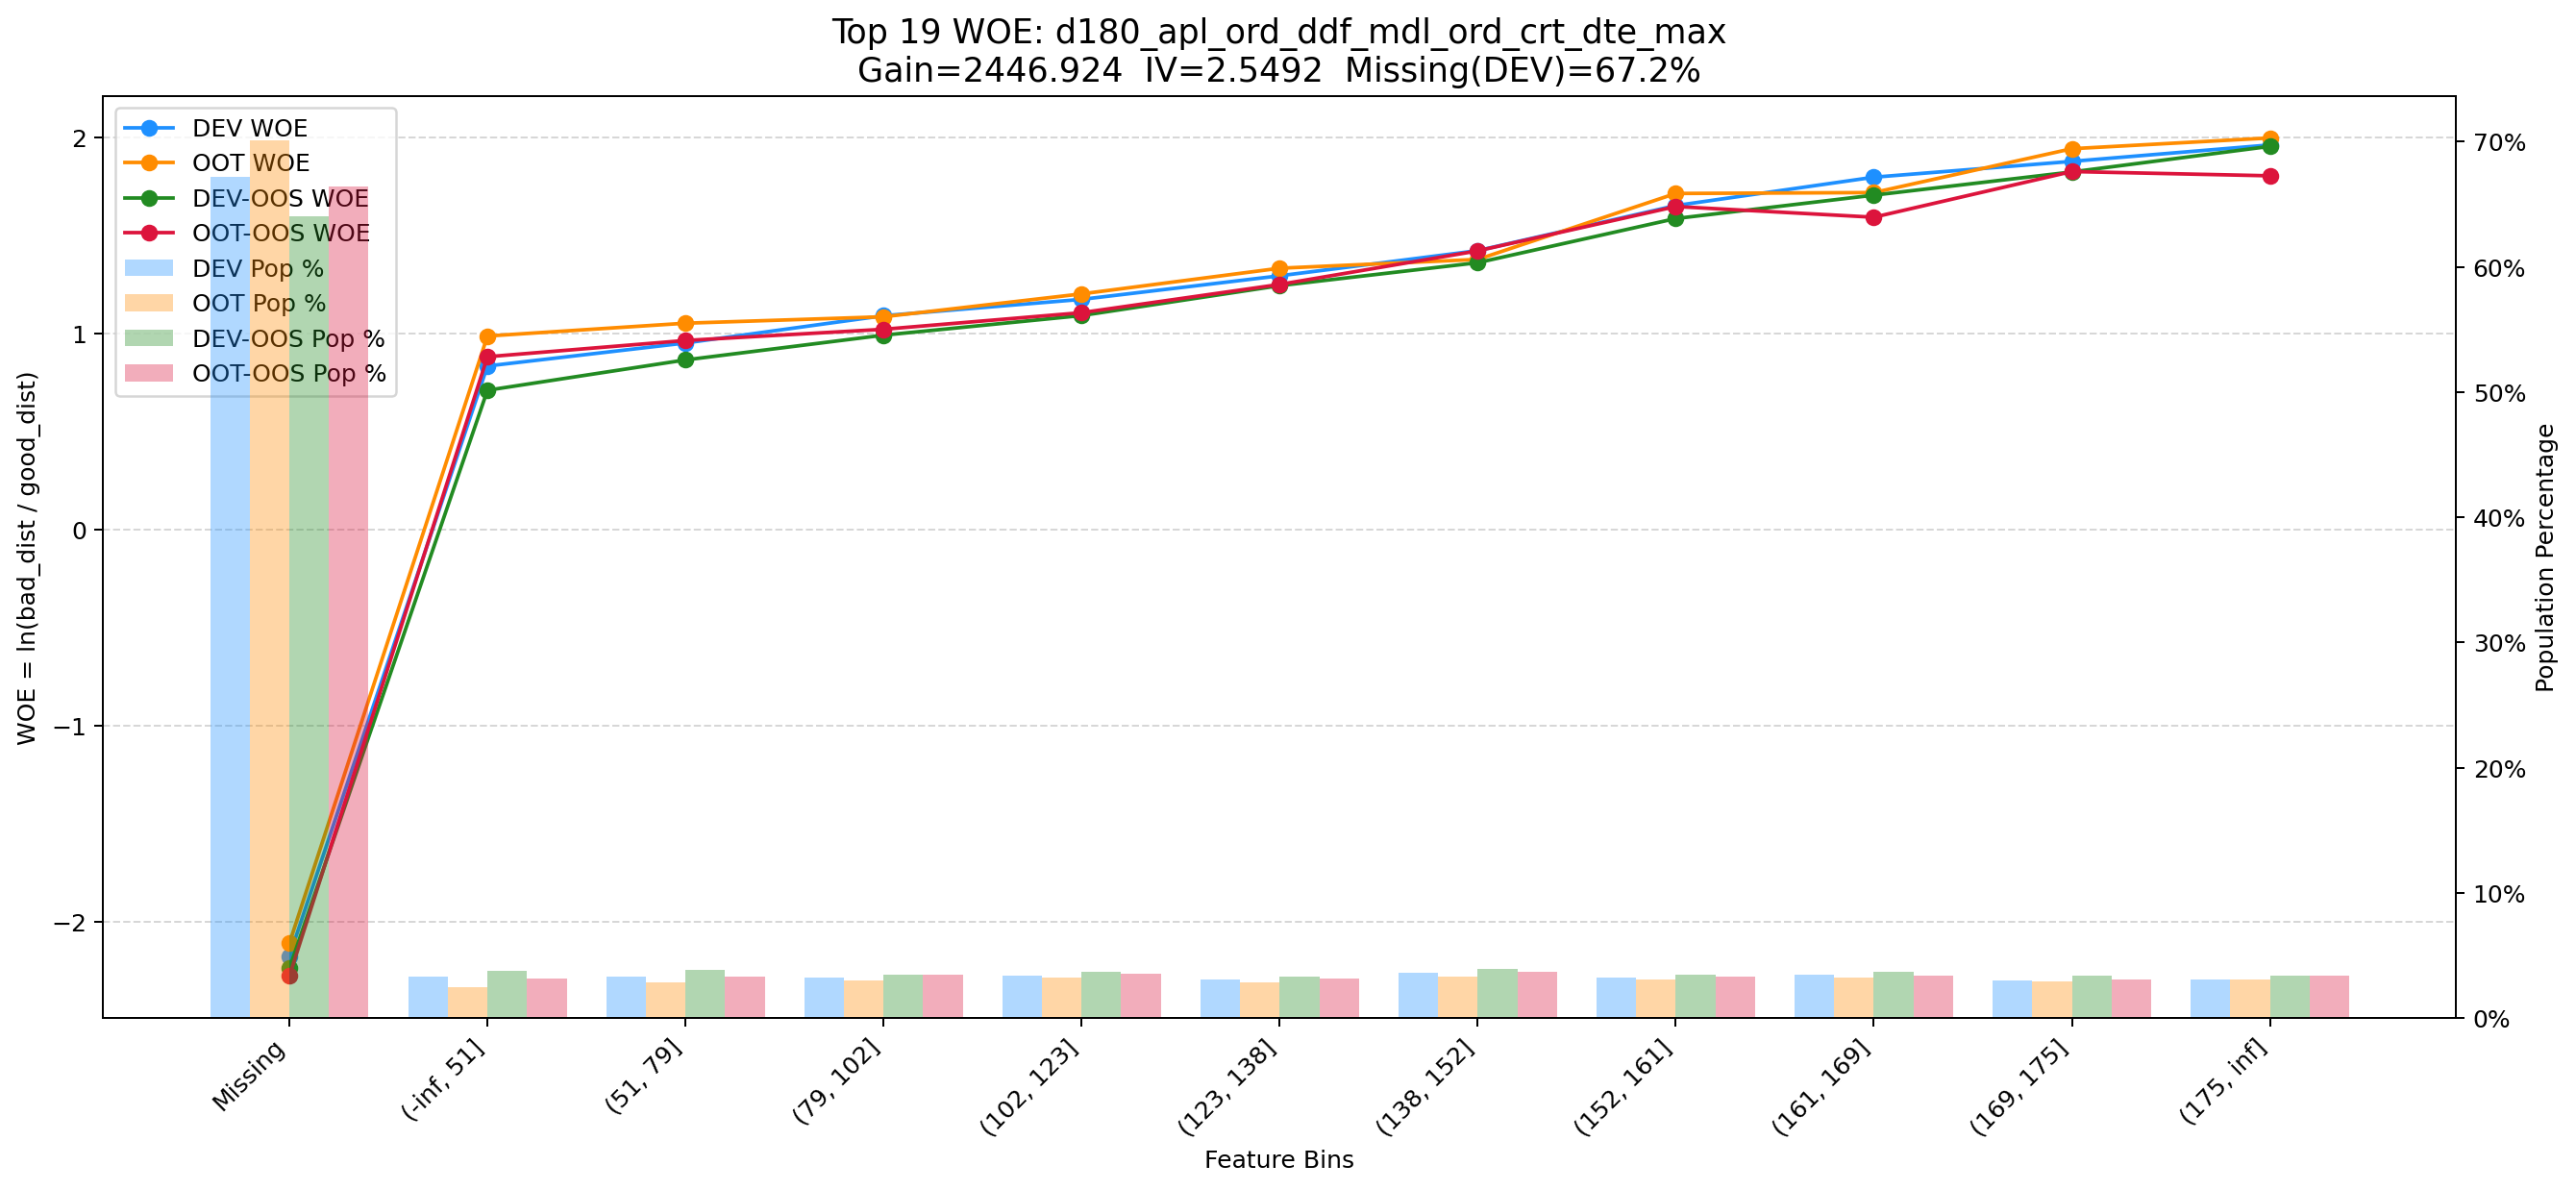 Top 19 WOE: d180_apl_ord_ddf_mdl_ord_crt_dte_max
Gain=2446.924  IV=2.5492  Missing(DEV)=67.2%
DEV WOE
OOT WOE
DEV-OOS WOE
OOT-OOS WOE
DEV Pop %
OOT Pop %
DEV-OOS Pop %
OOT-OOS Pop %
WOE = ln(bad_dist / good_dist)
2
1
0
−1
−2
70%
60%
50%
40%
30%
20%
10%
0%
Population Percentage
Missing
(-inf, 51]
(51, 79]
(79, 102]
(102, 123]
(123, 138]
(138, 152]
(152, 161]
(161, 169]
(169, 175]
(175, inf]
Feature Bins